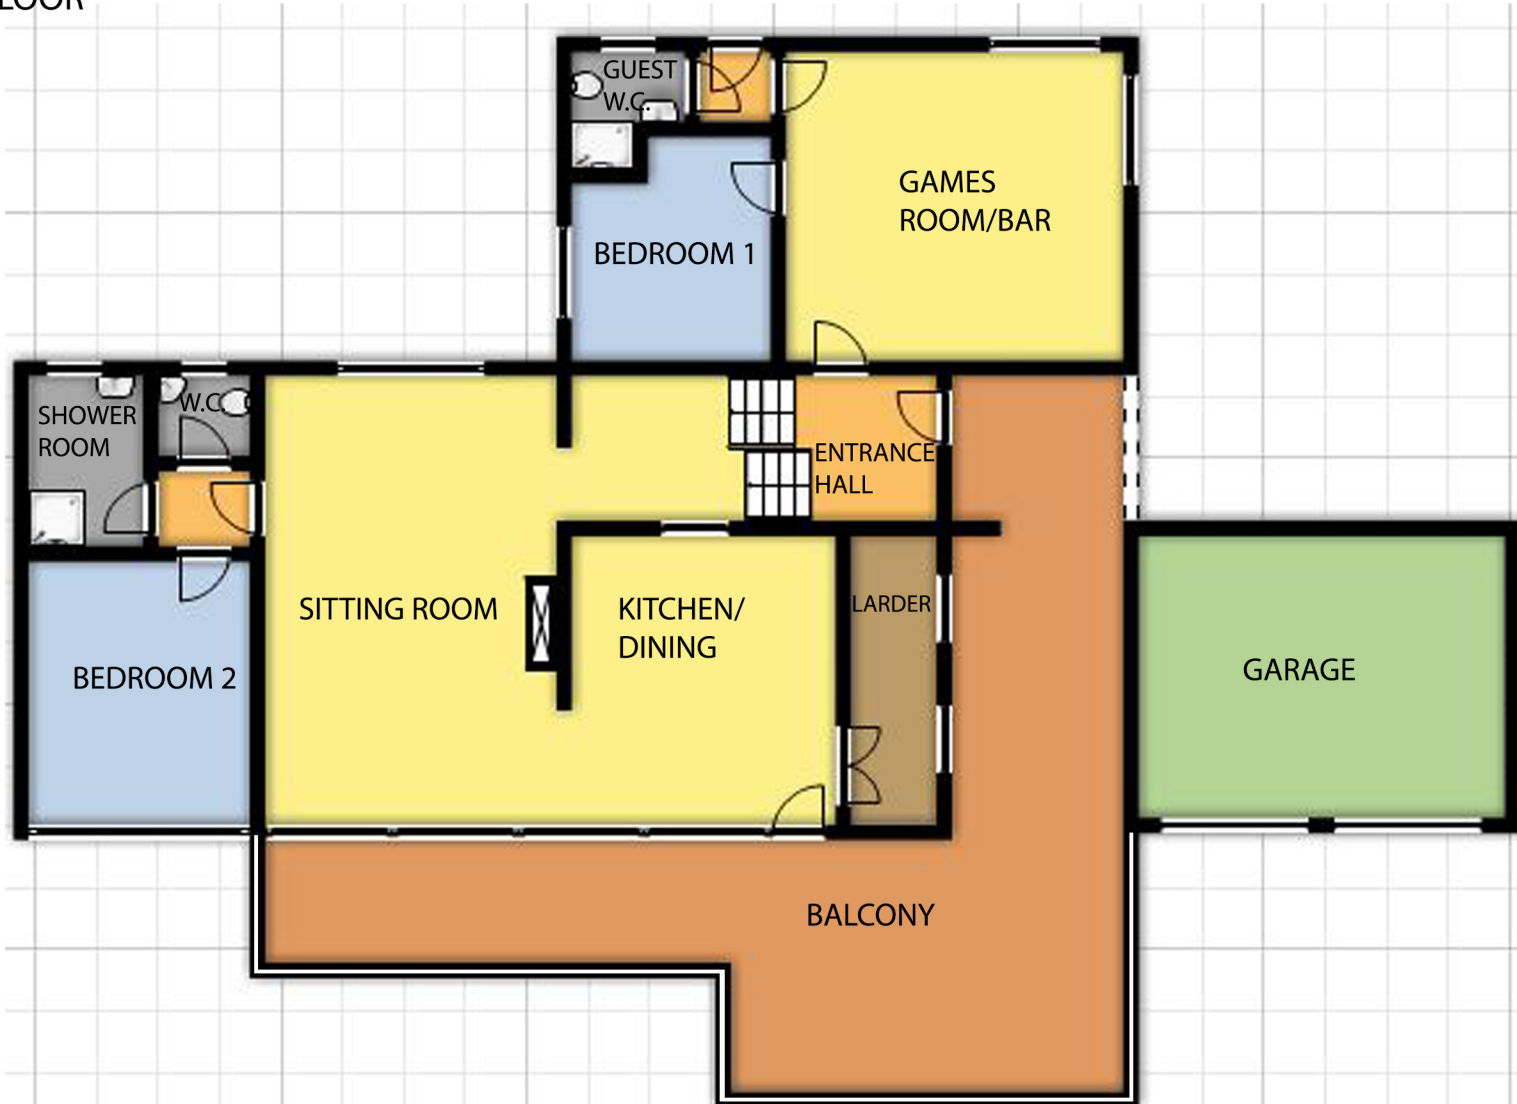 GUEST
W.C.
GAMES
ROOM/BAR
BEDROOM 1
SHOWER
ROOM
W.C.
ENTRANCE
HALL
SITTING ROOM
KITCHEN/
DINING
LARDER
BEDROOM 2
GARAGE
BALCONY